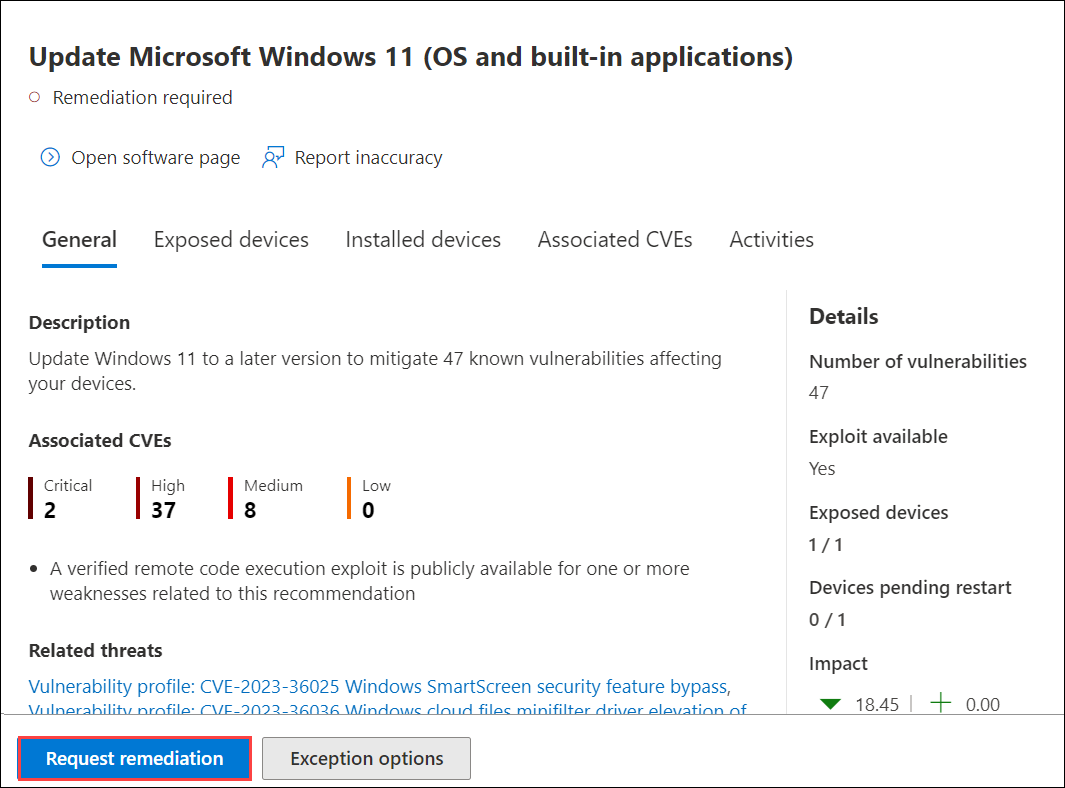 Update Microsoft Windows 11 (OS and built-in applications)
Remediation required
Open software page Report inaccuracy
General Exposed devices Installed devices Associated CVEs Activities
Description
Update Windows 11 to a later version to mitigate 47 known vulnerabilities affecting
your devices.
Associated CVEs
Critical High Medium Low
2 37 8 0
• A verified remote code execution exploit is publicly available for one or more
weaknesses related to this recommendation
Related threats
Vulnerability profile: CVE-2023-36025 Windows SmartScreen security feature bypass,
Vulnerability profile: CVE-2023-36036 Windows cloud files minifilter driver elevation of
Details
Number of vulnerabilities
47
Exploit available
Yes
Exposed devices
1 / 1
Devices pending restart
0 / 1
Impact
18.45 | + 0.00
Request remediation Exception options